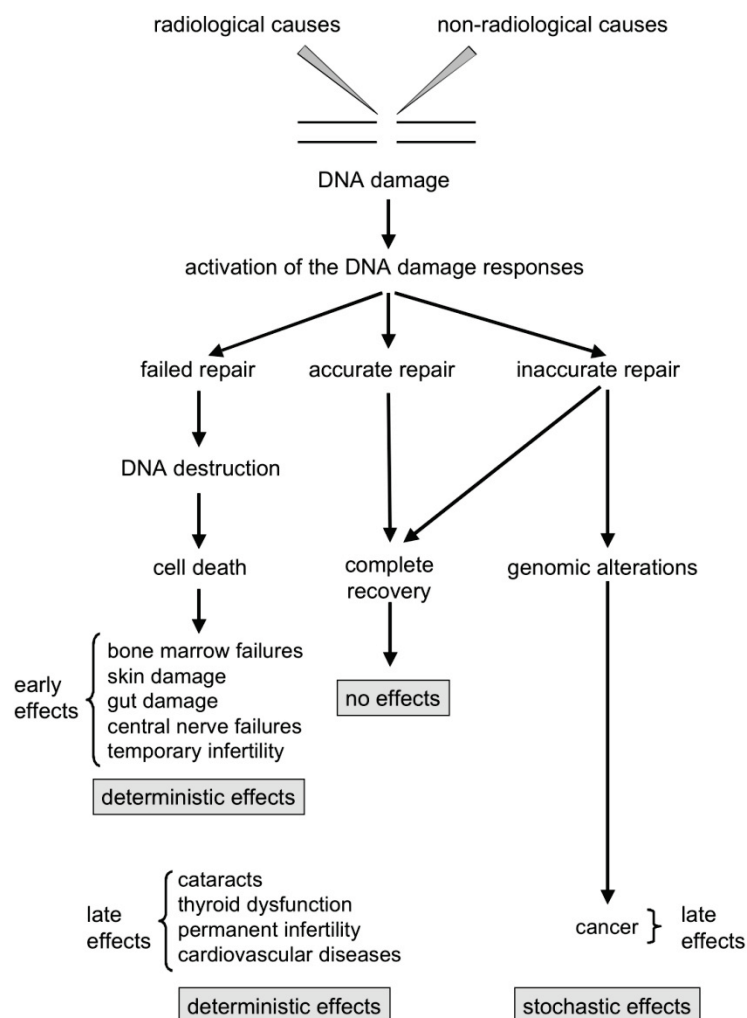 radiological causes
non-radiological causes
DNA damage
activation of the DNA damage responses
failed repair
accurate repair
inaccurate repair
DNA destruction
cell death
complete
recovery
genomic alterations
early
effects
bone marrow failures
skin damage
gut damage
central nerve failures
temporary infertility
no effects
deterministic effects
late
effects
cataracts
thyroid dysfunction
permanent infertility
cardiovascular diseases
cancer
late
effects
deterministic effects
stochastic effects